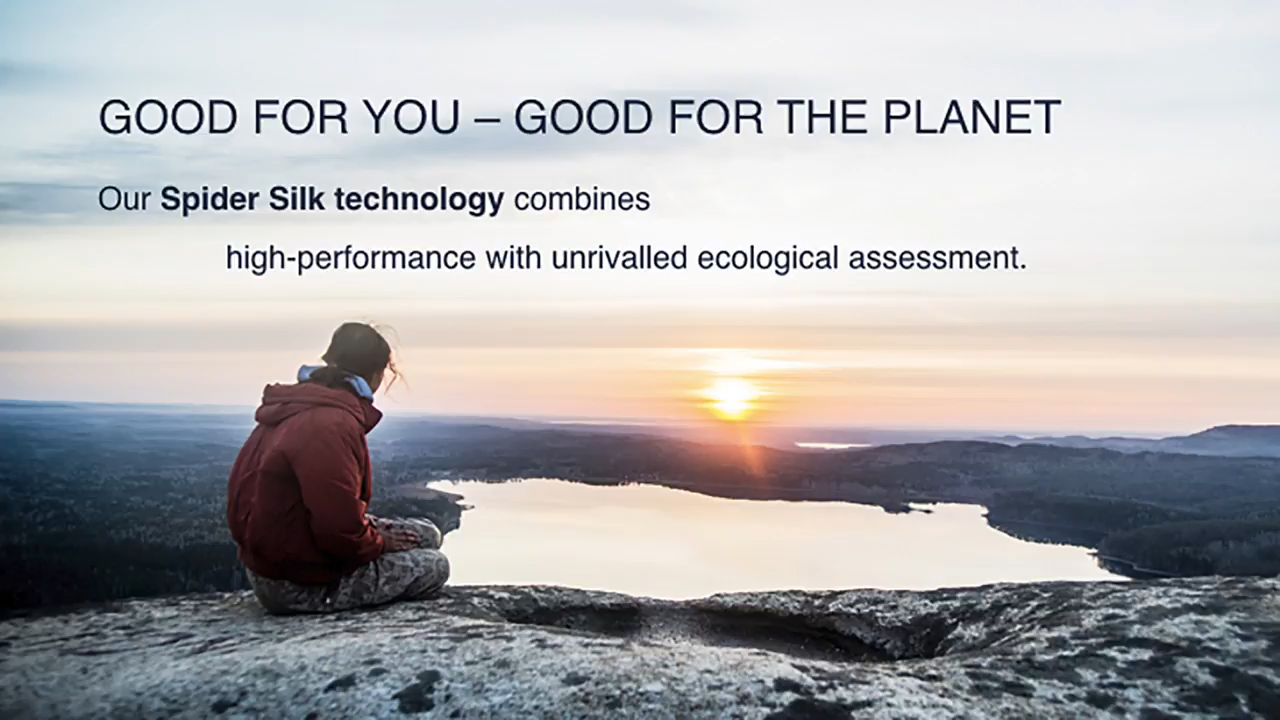 GOOD FOR YOU – GOOD FOR THE PLANET
Our Spider Silk technology combines
high-performance with unrivalled ecological assessment.